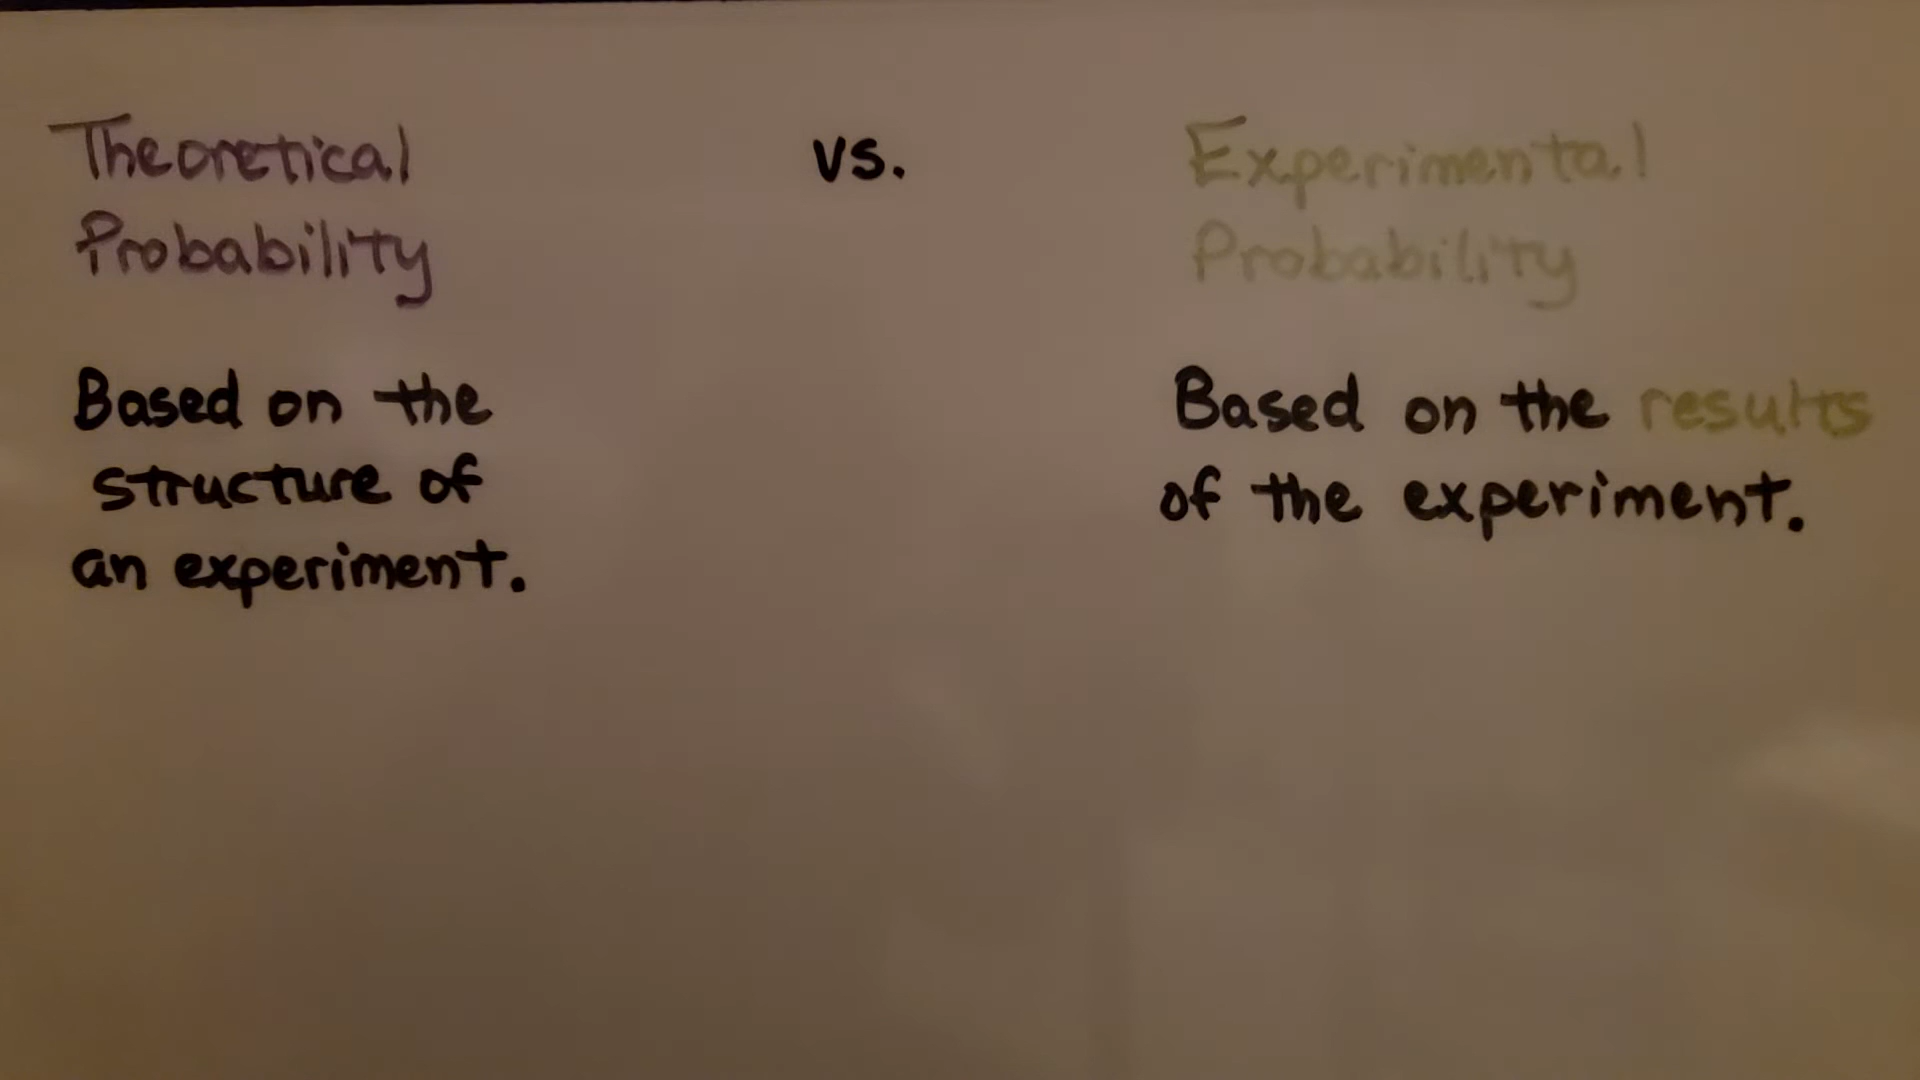 Theoretical
Probability
Based on the
structure of
an experiment.
vs.
Experimental
Probability
Based on the results
of the experiment.